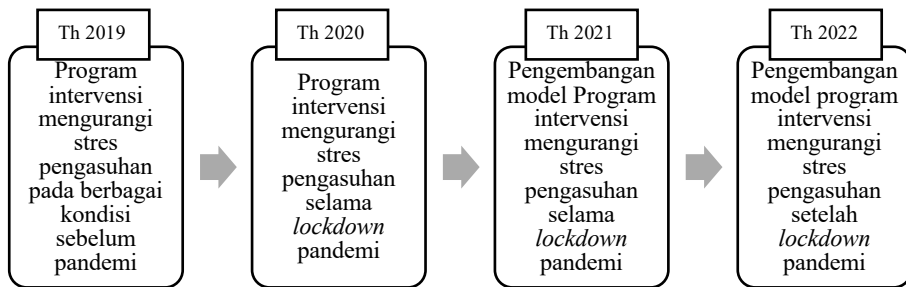 Th 2019
Program
intervensi
mengurangi
stres
pengasuhan
pada berbagai
kondisi
sebelum
pandemi
Th 2020
Program
intervensi
mengurangi
stres
pengasuhan
selama
lockdown
pandemi
Th 2021
Pengembangan
model Program
intervensi
mengurangi
stres
pengasuhan
selama
lockdown
pandemi
Th 2022
Pengembangan
model program
intervensi
mengurangi
stres
pengasuhan
setelah
lockdown
pandemi